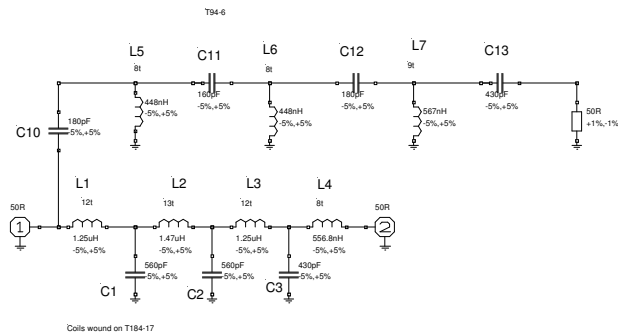 T94-6
L5
8t
C11
L6
8t
C12
L7
9t
C13
448nH
-5%,+5%
160pF
-5%,+5%
448nH
-5%,+5%
180pF
-5%,+5%
567nH
-5%,+5%
430pF
-5%,+5%
50R
+1%,-1%
C10
180pF
-5%,+5%
L1
12t
L2
13t
L3
12t
L4
8t
50R
1
50R
2
1.25uH
-5%,+5%
1.47uH
-5%,+5%
1.25uH
-5%,+5%
556.8nH
-5%,+5%
560pF
-5%,+5%
C1
560pF
-5%,+5%
C2
430pF
-5%,+5%
C3
Coils wound on T184-17